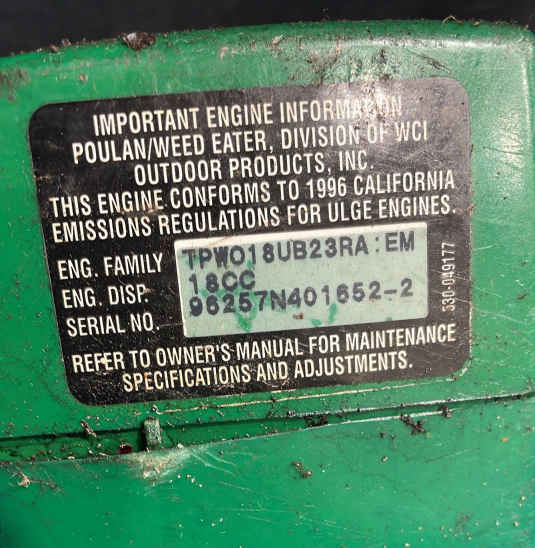 IMPORTANT ENGINE INFORMATION
POULAN/WEED EATER, DIVISION OF WCI
OUTDOOR PRODUCTS, INC.
THIS ENGINE CONFORMS TO 1996 CALIFORNIA
EMISSIONS REGULATIONS FOR ULGE ENGINES.
ENG. FAMILY TPW018UB23RA:EM
ENG. DISP. 18CC
SERIAL NO. 96257N401652-2
530-049177
REFER TO OWNER'S MANUAL FOR MAINTENANCE
SPECIFICATIONS AND ADJUSTMENTS.